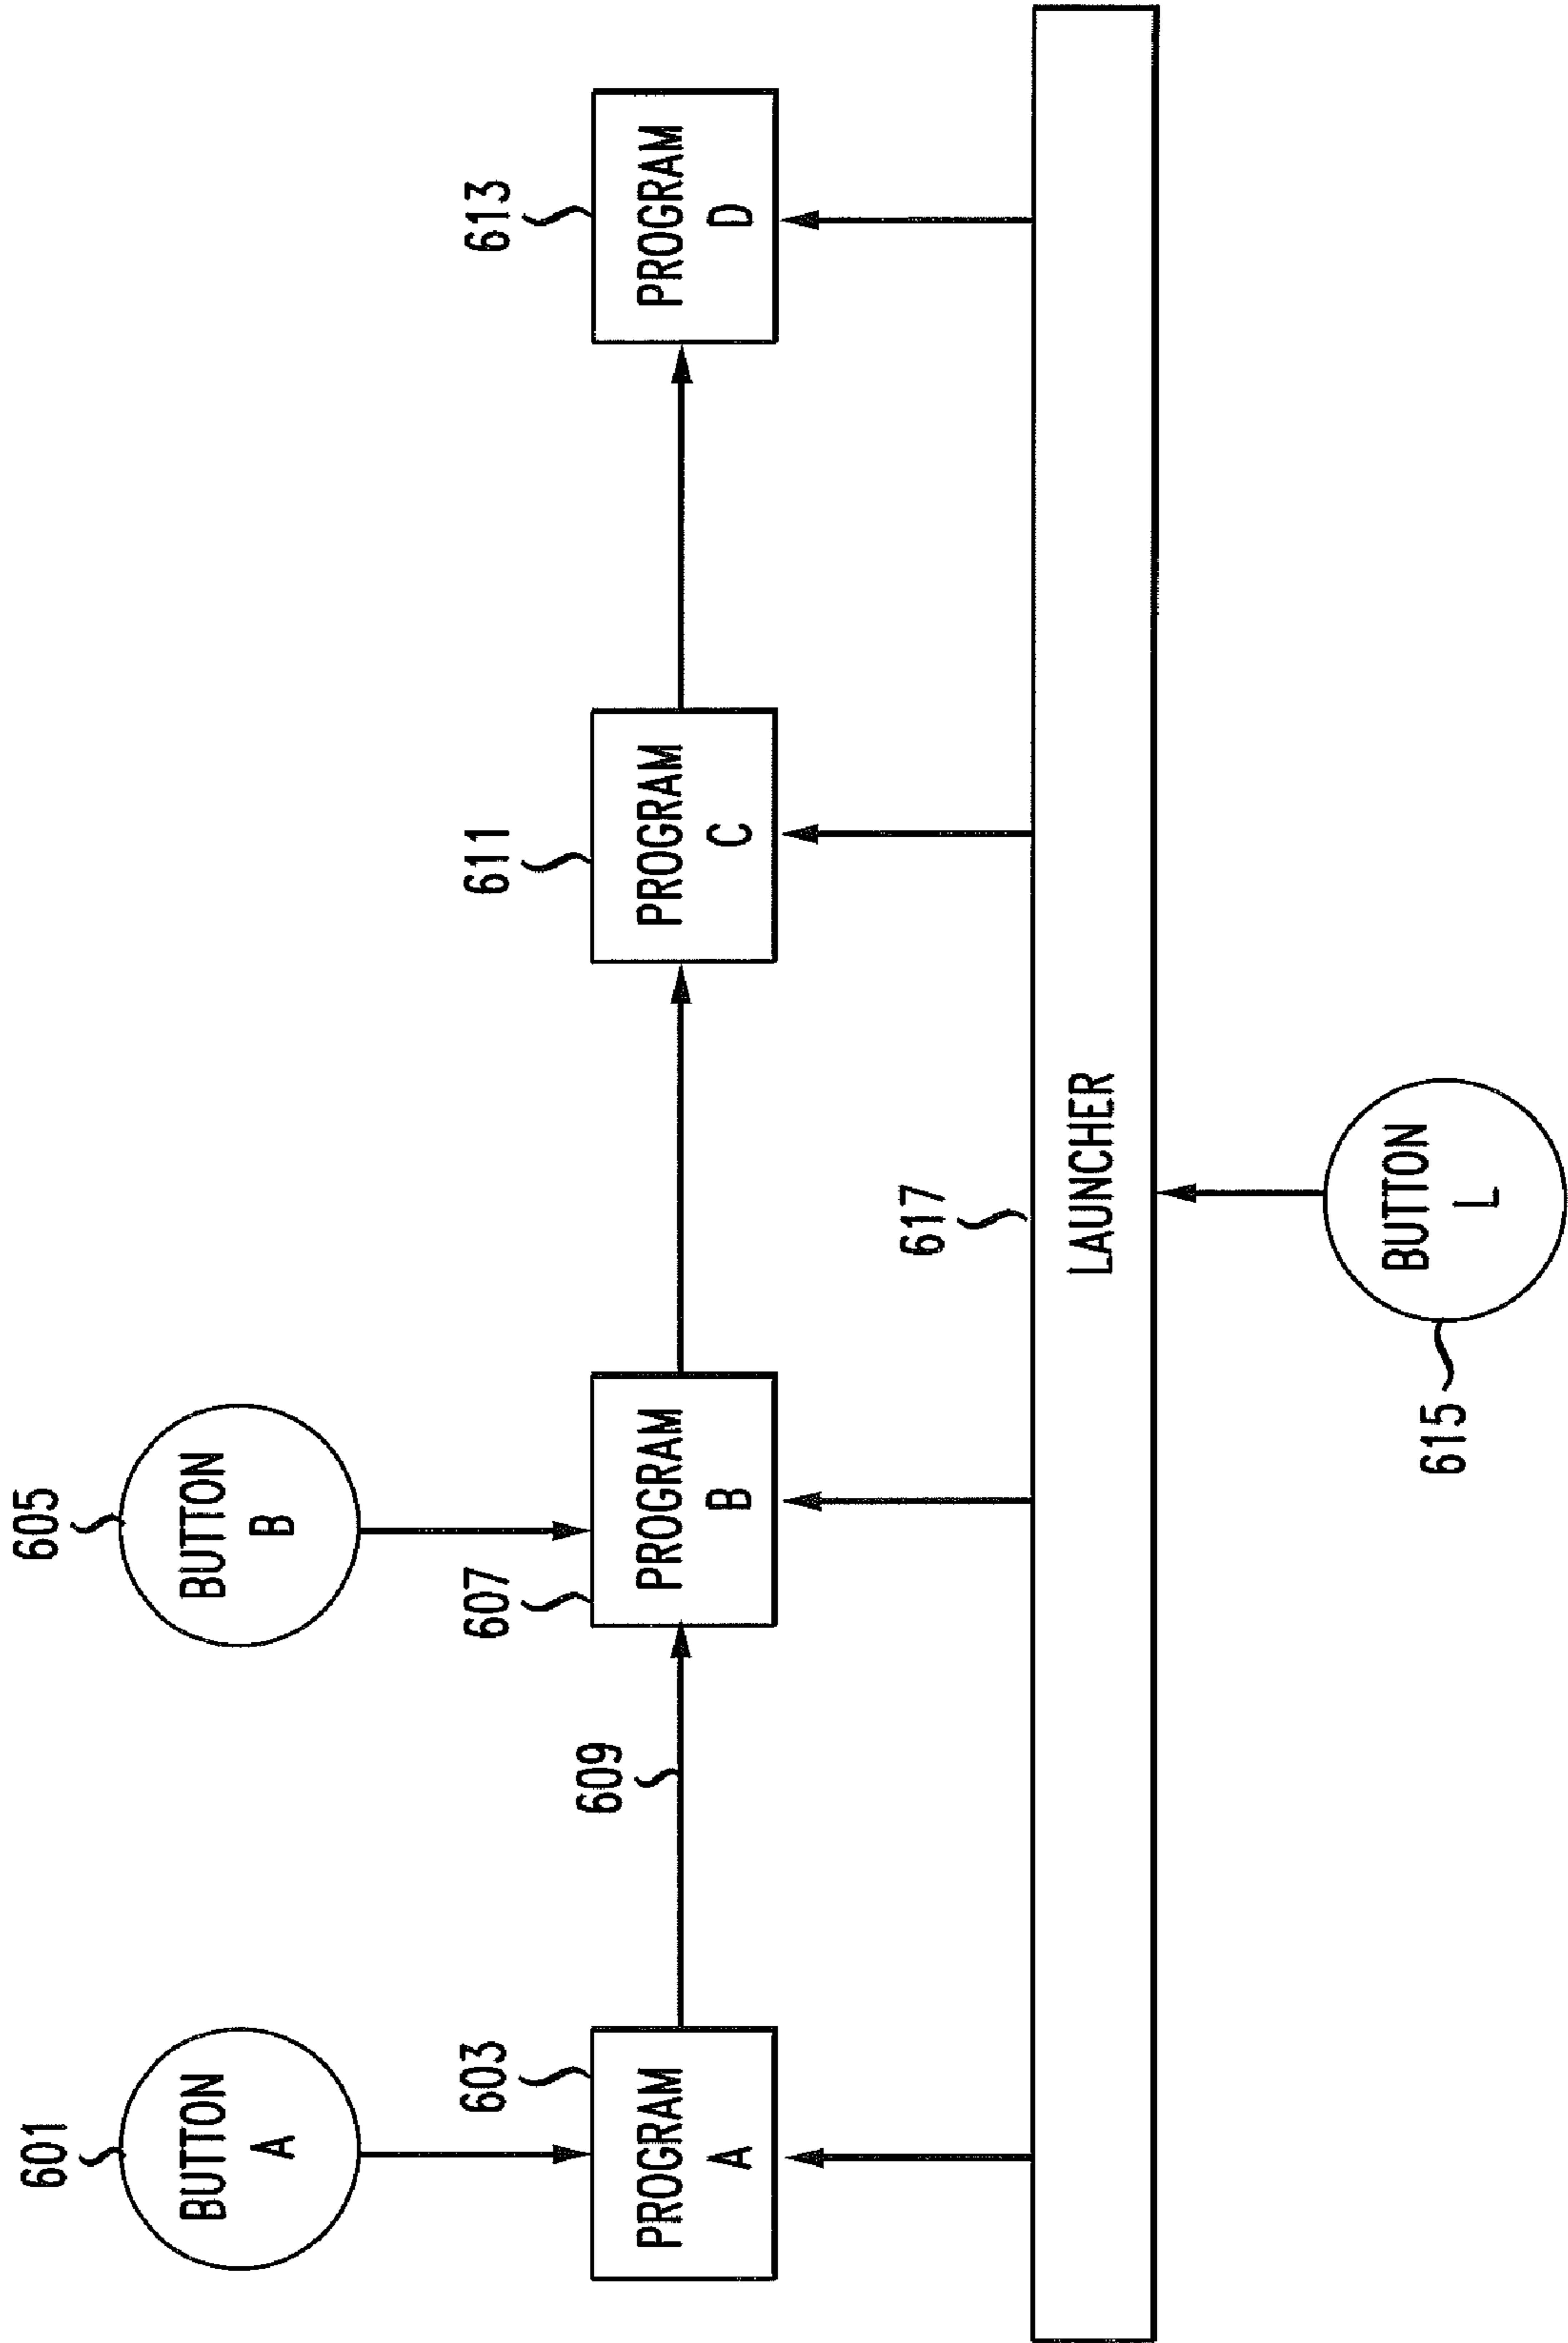 601
BUTTON
A
605
BUTTON
B
603
PROGRAM
A
609
607
PROGRAM
B
611
PROGRAM
C
613
PROGRAM
D
617
LAUNCHER
615
BUTTON
L